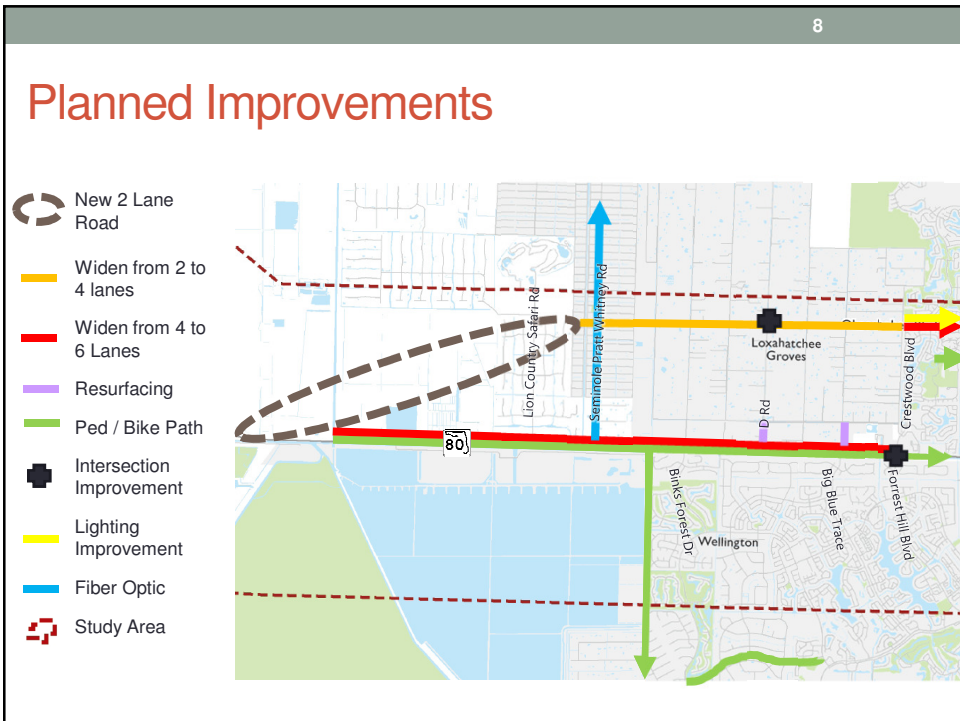 8
Planned Improvements
New 2 Lane
Road
Widen from 2 to
4 lanes
Widen from 4 to
6 Lanes
Resurfacing
Ped / Bike Path
Intersection
Improvement
Lighting
Improvement
Fiber Optic
Study Area
Lion Country Safari Rd
Seminole Pratt Whitney Rd
Loxahatchee
Groves
Crestwood Blvd
D Rd
80
Binks Forest Dr
Wellington
Big Blue Trace
Forrest Hill Blvd